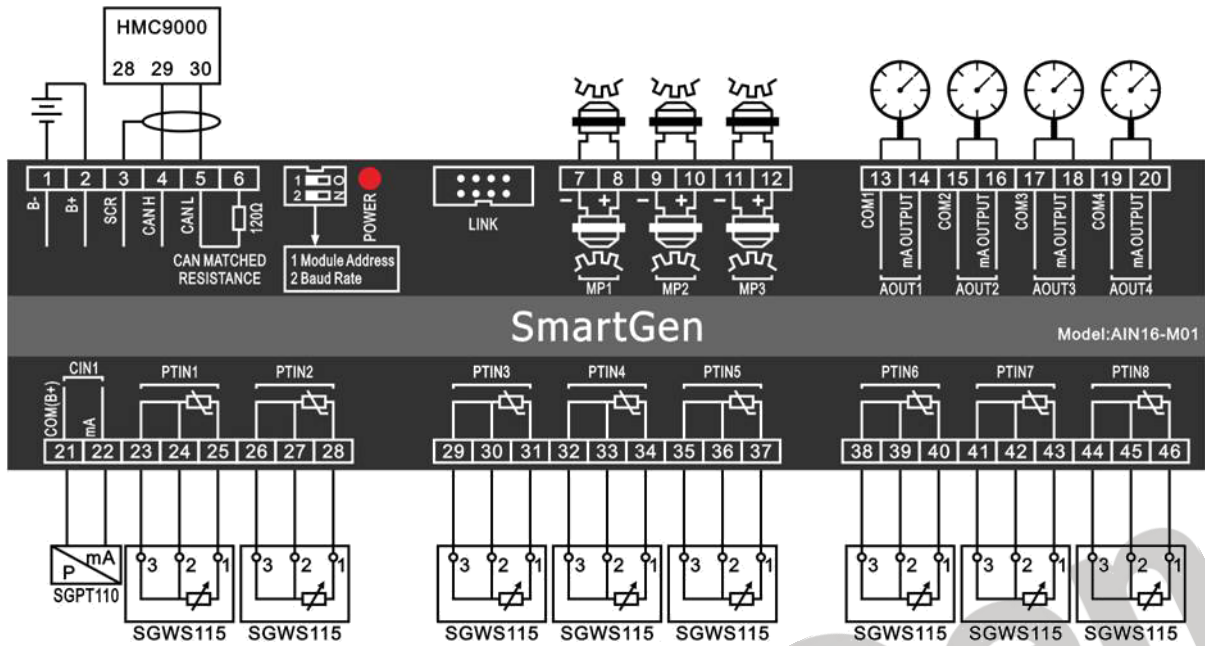 HMC9000
28 29 30
1 2 3 4 5 6
B-
B+
SCR
CAN H
CAN L
120Ω
CAN MATCHED
RESISTANCE
1 O
2 N
POWER
1 Module Address
2 Baud Rate
LINK
7 8 9 10 11 12
− + − + − +
MP1 MP2 MP3
13 14 15 16 17 18 19 20
COM1
mA OUTPUT
COM2
mA OUTPUT
COM3
mA OUTPUT
COM4
mA OUTPUT
AOUT1 AOUT2 AOUT3 AOUT4
SmartGen
Model:AIN16-M01
CIN1 PTIN1 PTIN2 PTIN3 PTIN4 PTIN5 PTIN6 PTIN7 PTIN8
COM(B+)
mA
21 22 23 24 25 26 27 28 29 30 31 32 33 34 35 36 37 38 39 40 41 42 43 44 45 46
P mA
SGPT110
3 2 1 3 2 1 3 2 1 3 2 1 3 2 1 3 2 1 3 2 1 3 2 1
SGWS115 SGWS115 SGWS115 SGWS115 SGWS115 SGWS115 SGWS115 SGWS115